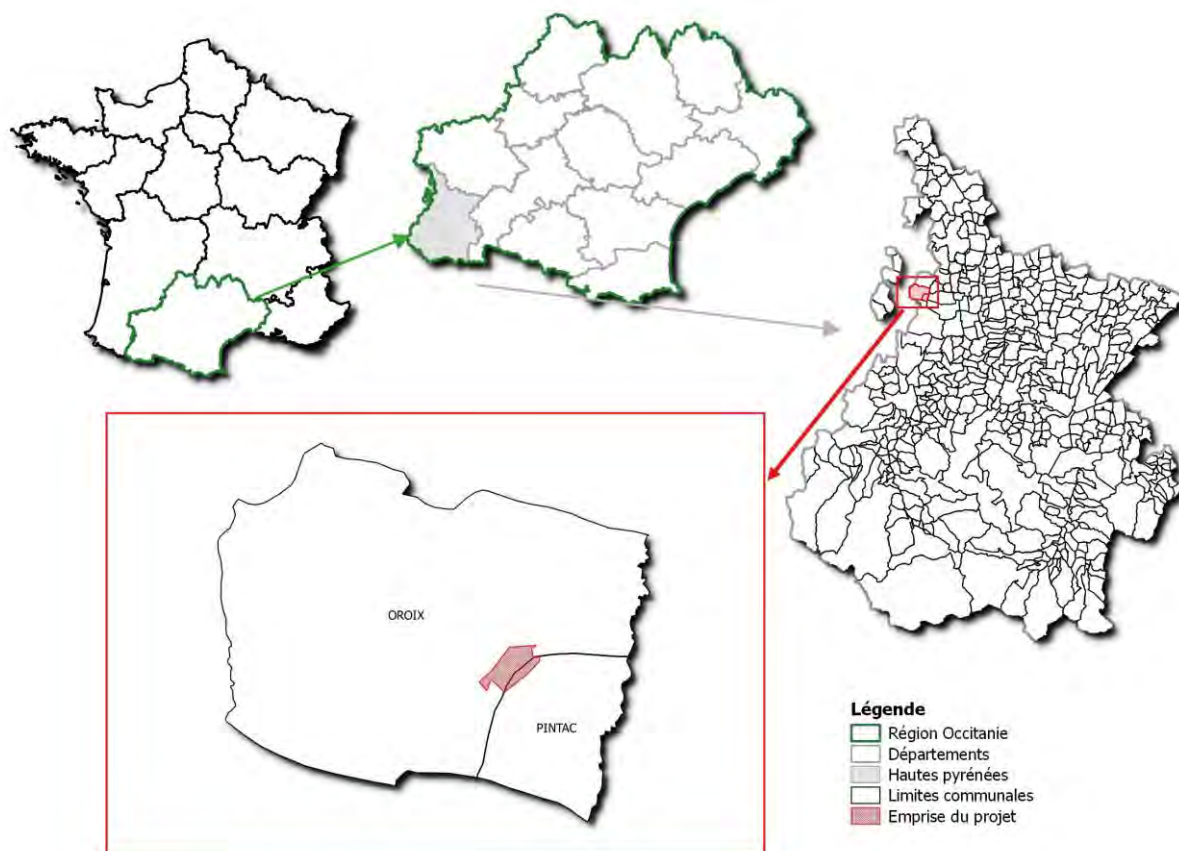 OROIX
PINTAC
Légende
Région Occitanie
Départements
Hautes pyrénées
Limites communales
Emprise du projet